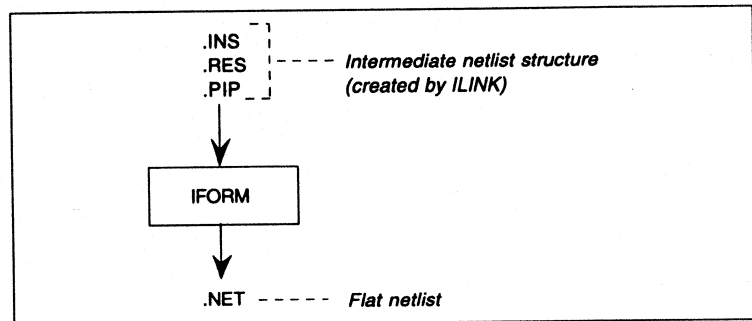 .INS
.RES
.PIP
Intermediate netlist structure
(created by ILINK)
IFORM
.NET
Flat netlist